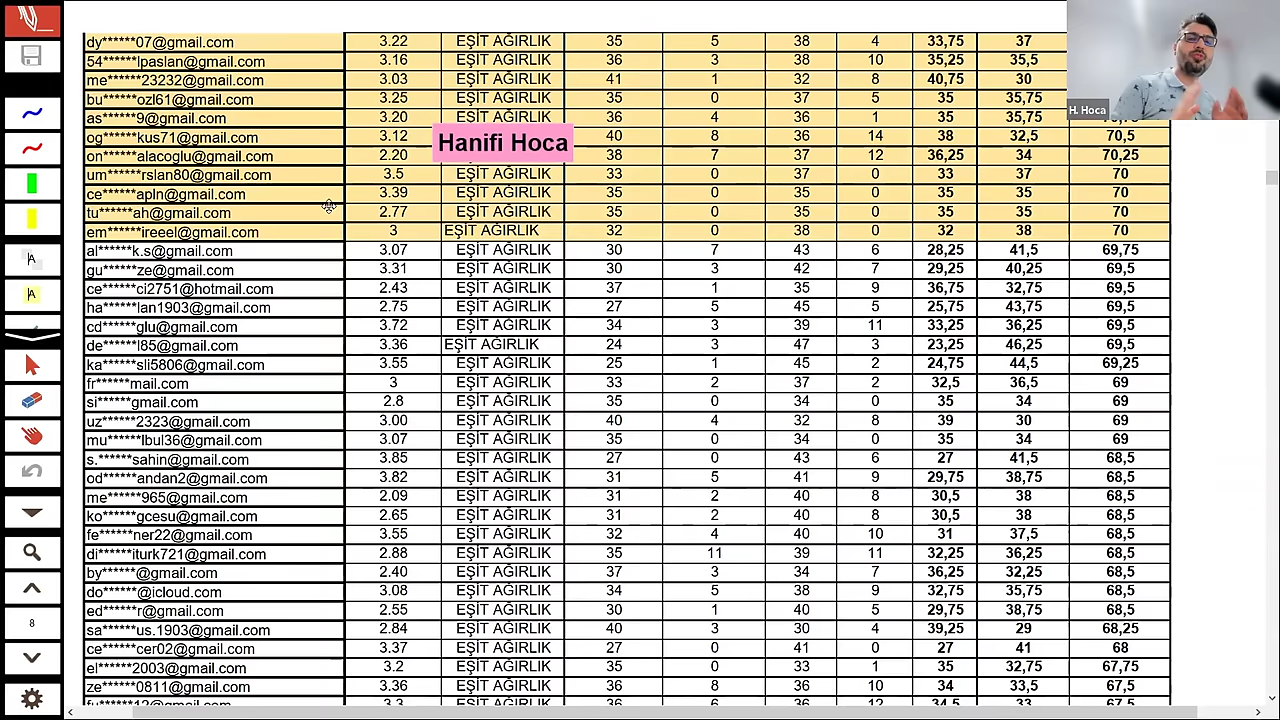 dy******07@gmail.com 3.22 EŞİT AĞIRLIK 35 5 38 4 33,75 37
54******lpaslan@gmail.com 3.16 EŞİT AĞIRLIK 36 3 38 10 35,25 35,5
me******23232@gmail.com 3.03 EŞİT AĞIRLIK 41 1 32 8 40,75 30
bu******ozl61@gmail.com 3.25 EŞİT AĞIRLIK 35 0 37 5 35 35,75
H. Hoca
as******9@gmail.com 3.20 EŞİT AĞIRLIK 36 4 36 1 35 35,75
og******kus71@gmail.com 3.12 40 8 36 14 38 32,5 70,5
Hanifi Hoca
on******alacoglu@gmail.com 2.20 38 7 37 12 36,25 34 70,25
um******rslan80@gmail.com 3.5 EŞİT AĞIRLIK 33 0 37 0 33 37 70
ce******apln@gmail.com 3.39 EŞİT AĞIRLIK 35 0 35 0 35 35 70
tu******ah@gmail.com 2.77 EŞİT AĞIRLIK 35 0 35 0 35 35 70
em******ireeel@gmail.com 3 EŞİT AĞIRLIK 32 0 38 0 32 38 70
al******k.s@gmail.com 3.07 EŞİT AĞIRLIK 30 7 43 6 28,25 41,5 69,75
gu******ze@gmail.com 3.31 EŞİT AĞIRLIK 30 3 42 7 29,25 40,25 69,5
ce******ci2751@hotmail.com 2.43 EŞİT AĞIRLIK 37 1 35 9 36,75 32,75 69,5
ha******lan1903@gmail.com 2.75 EŞİT AĞIRLIK 27 5 45 5 25,75 43,75 69,5
cd******glu@gmail.com 3.72 EŞİT AĞIRLIK 34 3 39 11 33,25 36,25 69,5
de******l85@gmail.com 3.36 EŞİT AĞIRLIK 24 3 47 3 23,25 46,25 69,5
ka******sli5806@gmail.com 3.55 EŞİT AĞIRLIK 25 1 45 2 24,75 44,5 69,25
fr******mail.com 3 EŞİT AĞIRLIK 33 2 37 2 32,5 36,5 69
si******gmail.com 2.8 EŞİT AĞIRLIK 35 0 34 0 35 34 69
uz******2323@gmail.com 3.00 EŞİT AĞIRLIK 40 4 32 8 39 30 69
mu******lbul36@gmail.com 3.07 EŞİT AĞIRLIK 35 0 34 0 35 34 69
s.******sahin@gmail.com 3.85 EŞİT AĞIRLIK 27 0 43 6 27 41,5 68,5
od******andan2@gmail.com 3.82 EŞİT AĞIRLIK 31 5 41 9 29,75 38,75 68,5
me******965@gmail.com 2.09 EŞİT AĞIRLIK 31 2 40 8 30,5 38 68,5
ko******gcesu@gmail.com 2.65 EŞİT AĞIRLIK 31 2 40 8 30,5 38 68,5
fe******ner22@gmail.com 3.55 EŞİT AĞIRLIK 32 4 40 10 31 37,5 68,5
di******iturk721@gmail.com 2.88 EŞİT AĞIRLIK 35 11 39 11 32,25 36,25 68,5
by******@gmail.com 2.40 EŞİT AĞIRLIK 37 3 34 7 36,25 32,25 68,5
do******@icloud.com 3.08 EŞİT AĞIRLIK 34 5 38 9 32,75 35,75 68,5
ed******r@gmail.com 2.55 EŞİT AĞIRLIK 30 1 40 5 29,75 38,75 68,5
sa******us.1903@gmail.com 2.84 EŞİT AĞIRLIK 40 3 30 4 39,25 29 68,25
ce******cer02@gmail.com 3.37 EŞİT AĞIRLIK 27 0 41 0 27 41 68
el******2003@gmail.com 3.2 EŞİT AĞIRLIK 35 0 33 1 35 32,75 67,75
ze******0811@gmail.com 3.36 EŞİT AĞIRLIK 36 8 36 10 34 33,5 67,5
8